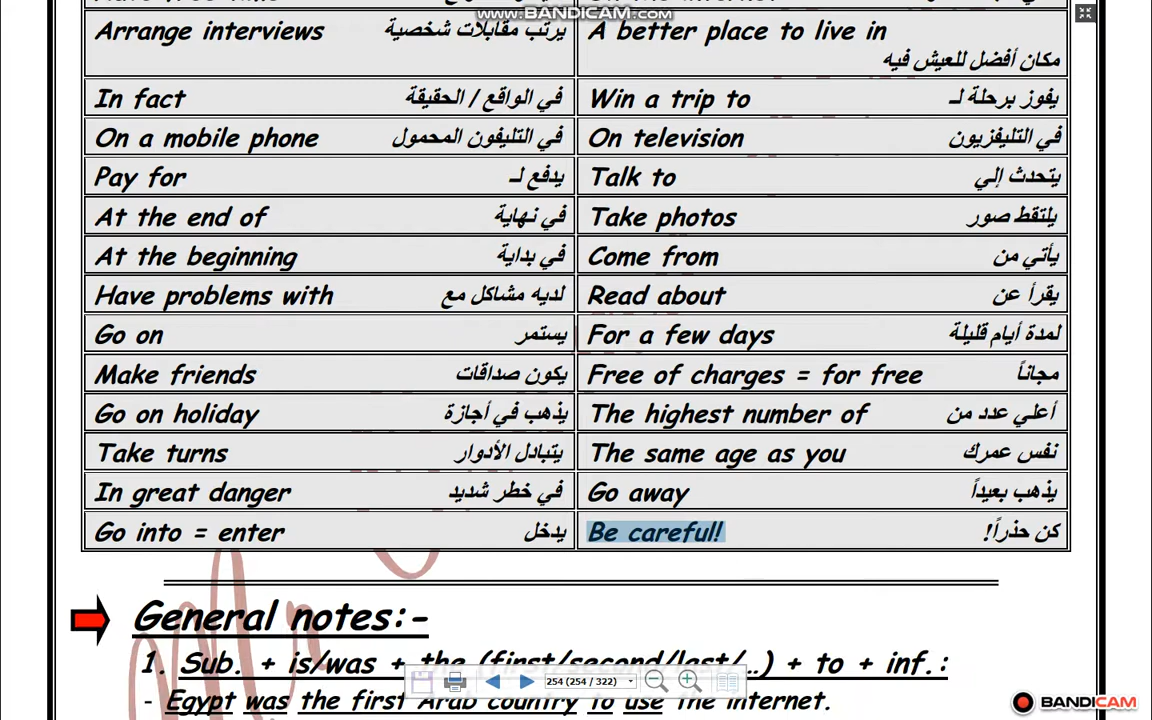 WWW.BANDICAM.COM
Arrange interviews يرتب مقابلات شخصية
A better place to live in
مكان أفضل للعيش فيه
In fact في الواقع / الحقيقة
Win a trip to يفوز برحلة لـ
On a mobile phone في التليفون المحمول
On television في التليفزيون
Pay for يدفع لـ
Talk to يتحدث إلي
At the end of في نهاية
Take photos يلتقط صور
At the beginning في بداية
Come from يأتي من
Have problems with لديه مشاكل مع
Read about يقرأ عن
Go on يستمر
For a few days لمدة أيام قليلة
Make friends يكون صداقات
Free of charges = for free مجاناً
Go on holiday يذهب في أجازة
The highest number of أعلي عدد من
Take turns يتبادل الأدوار
The same age as you نفس عمرك
In great danger في خطر شديد
Go away يذهب بعيداً
Go into = enter يدخل
Be careful! كن حذراً!
General notes:-
1. Sub. + is/was + the (first/second/last/…) + to + inf.:
254 (254 / 322)
- Egypt was the first Arab country to use the internet.
BANDICAM